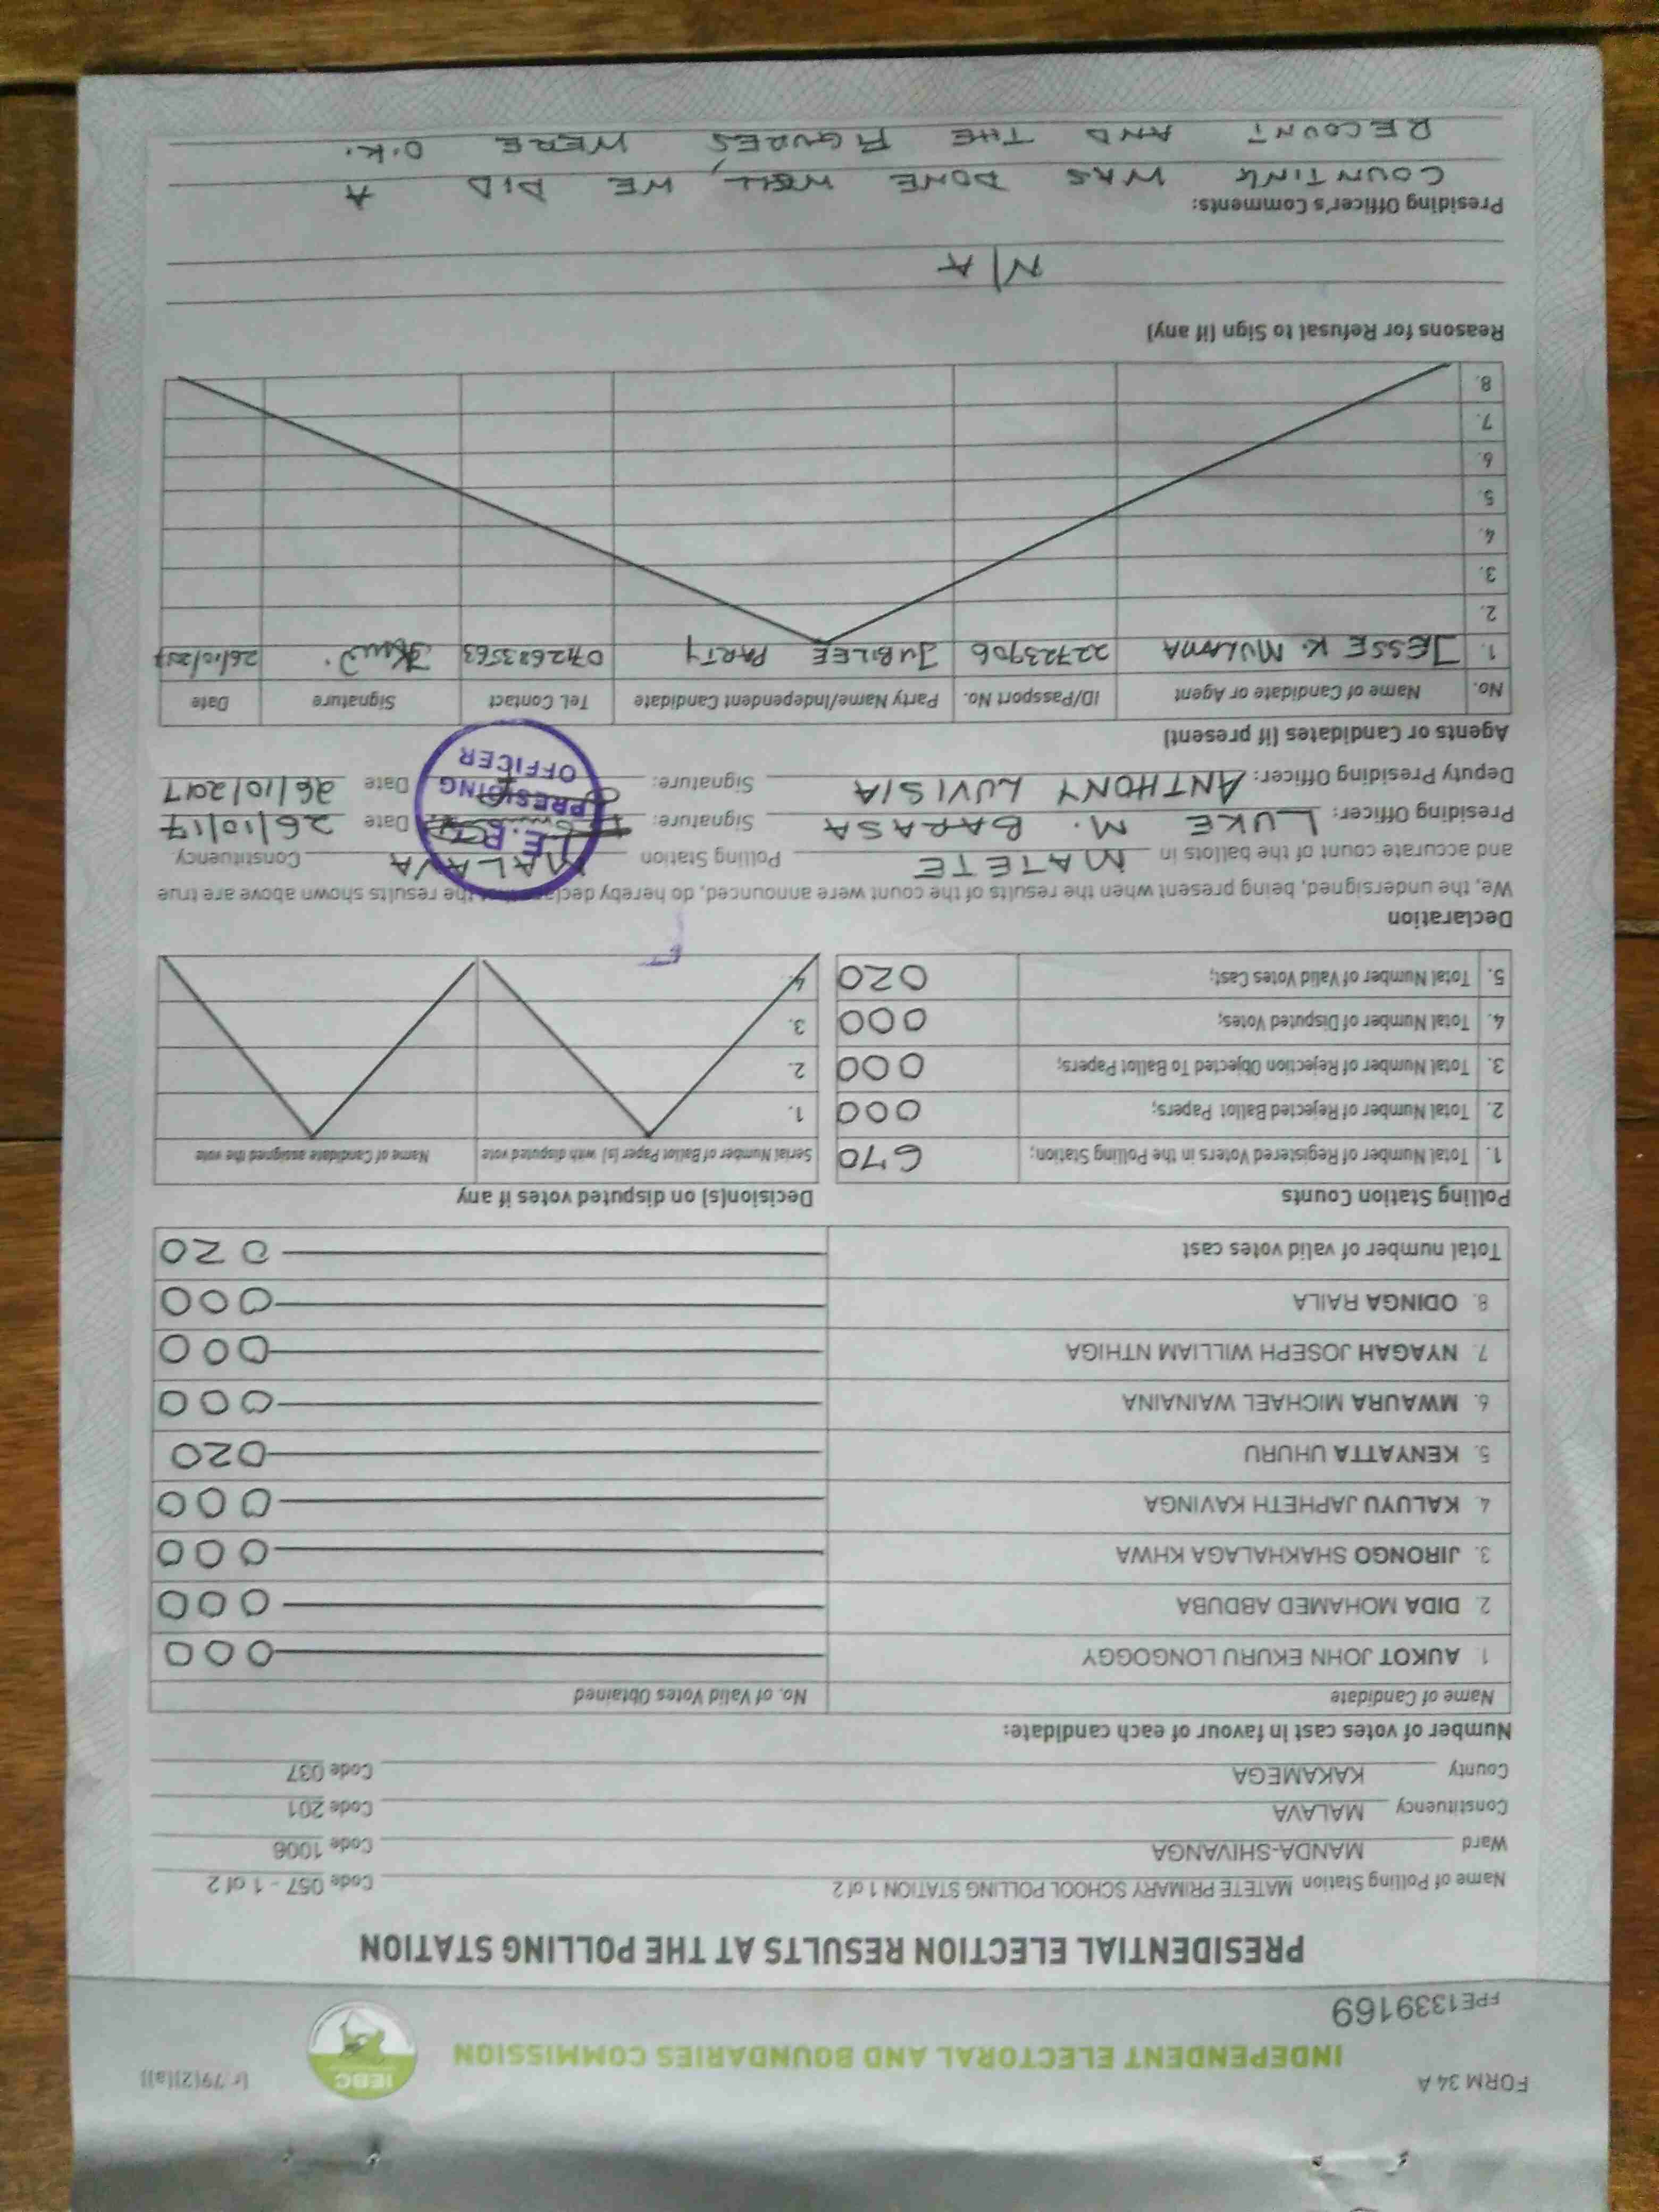 FORM 34 A
[r 79(2)(a)]
INDEPENDENT ELECTORAL AND BOUNDARIES COMMISSION
IEBC
FPE1339169
PRESIDENTIAL ELECTION RESULTS AT THE POLLING STATION
Name of Polling Station MATETE PRIMARY SCHOOL POLLING STATION 1 of 2 Code 057 - 1 of 2
Ward MANDA-SHIVANGA Code 1006
Constituency MALAVA Code 201
County KAKAMEGA Code 037
Number of votes cast in favour of each candidate:
Name of Candidate No. of Valid Votes Obtained
1. AUKOT JOHN EKURU LONGOGGY 000
2. DIDA MOHAMED ABDUBA 000
3. JIRONGO SHAKHALAGA KHWA 000
4. KALUYU JAPHETH KAVINGA 000
5. KENYATTA UHURU 020
6. MWAURA MICHAEL WAINAINA 000
7. NYAGAH JOSEPH WILLIAM NTHIGA 000
8. ODINGA RAILA 000
Total number of valid votes cast 020
Polling Station Counts Decision(s) on disputed votes if any
1. Total Number of Registered Voters in the Polling Station; 670 Serial Number of Ballot Paper (s) with disputed vote Name of Candidate assigned the vote
2. Total Number of Rejected Ballot Papers; 000 1.
3. Total Number of Rejection Objected To Ballot Papers; 000 2.
4. Total Number of Disputed Votes; 000 3.
5. Total Number of Valid Votes Cast; 020 4.
Declaration
We, the undersigned, being present when the results of the count were announced, do hereby declare that the results shown above are true
and accurate count of the ballots in MATETE Polling Station MALAVA Constituency
Presiding Officer: LUKE M. BARASA Signature: Date 26/10/17
Deputy Presiding Officer: ANTHONY LUVISIA Signature: Date 26/10/2017
PRESIDING
OFFICER
Agents or Candidates (if present)
No. Name of Candidate or Agent ID/Passport No. Party Name/Independent Candidate Tel. Contact Signature Date
1. JESSE K. MULAMA 22723906 JUBILEE PARTY 0712683563 26/10/2017
2.
3.
4.
5.
6.
7.
8.
Reasons for Refusal to Sign (if any)
N/A
Presiding Officer's Comments:
COUNTING WAS DONE WELL, WE DID A
RECOUNT AND THE FIGURES WERE O.K.